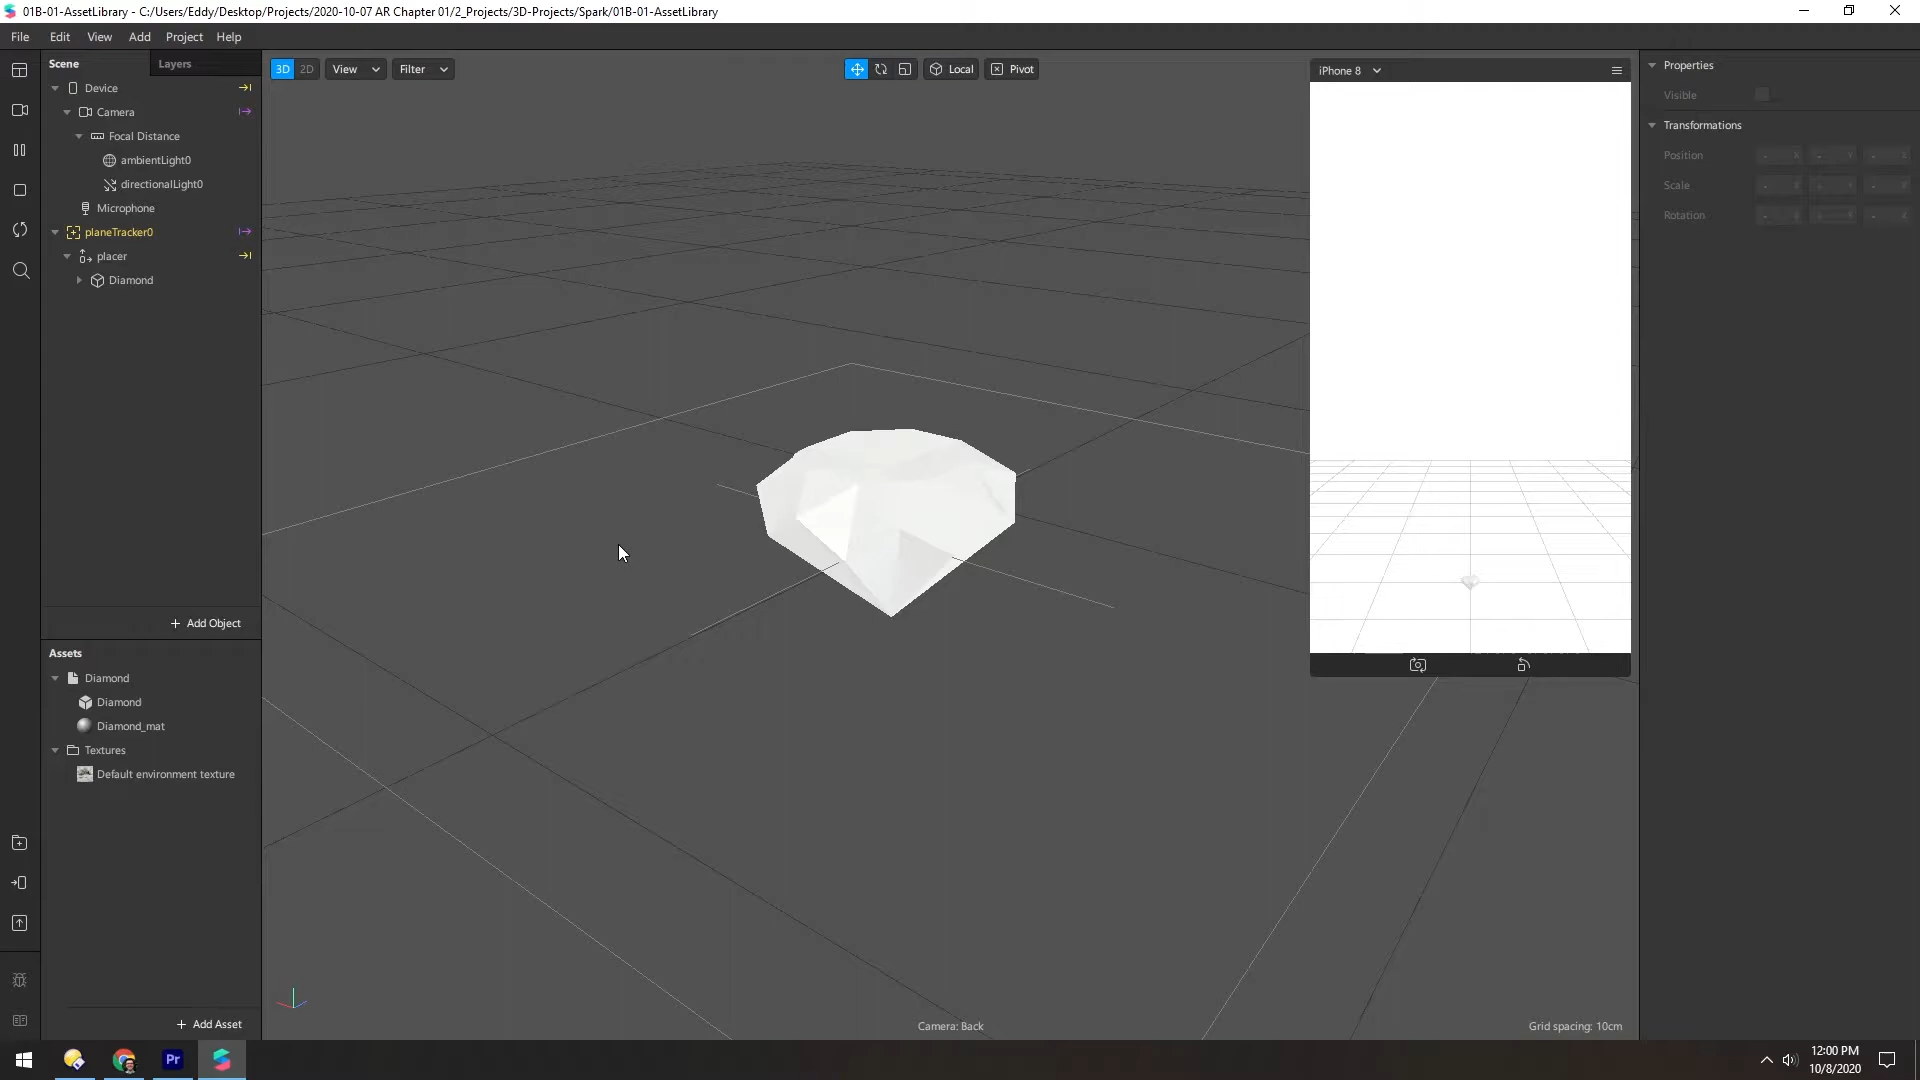 01B-01-AssetLibrary - C:/Users/Eddy/Desktop/Projects/2020-10-07 AR Chapter 01/2_Projects/3D-Projects/Spark/01B-01-AssetLibrary
File Edit View Add Project Help
Scene Layers
Device
Camera
Focal Distance
ambientLight0
directionalLight0
Microphone
planeTracker0
placer
Diamond
+ Add Object
Assets
Diamond
Diamond
Diamond_mat
Textures
Default environment texture
+ Add Asset
3D 2D View Filter
Local Pivot
Camera: Back
Grid spacing: 10cm
iPhone 8
Properties
Visible
Transformations
Position
Scale
Rotation
Pr
12:00 PM
10/8/2020